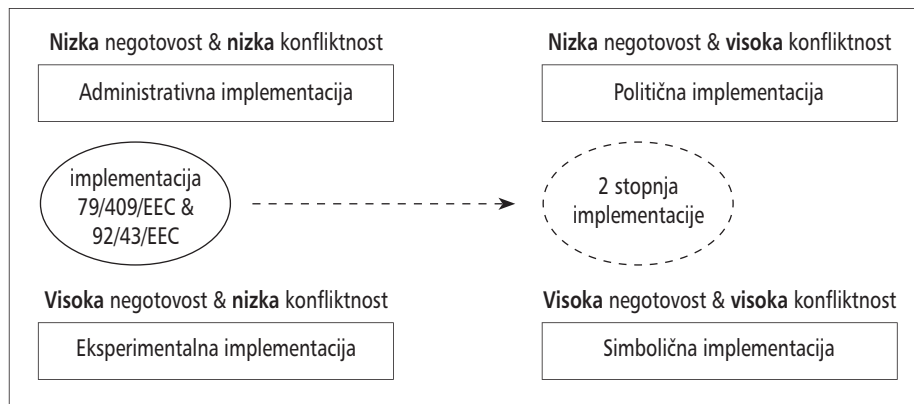 Nizka negotovost & nizka konfliktnost
Administrativna implementacija
Nizka negotovost & visoka konfliktnost
Politična implementacija
implementacija
79/409/EEC &
92/43/EEC
2 stopnja
implementacije
Visoka negotovost & nizka konfliktnost
Eksperimentalna implementacija
Visoka negotovost & visoka konfliktnost
Simbolična implementacija